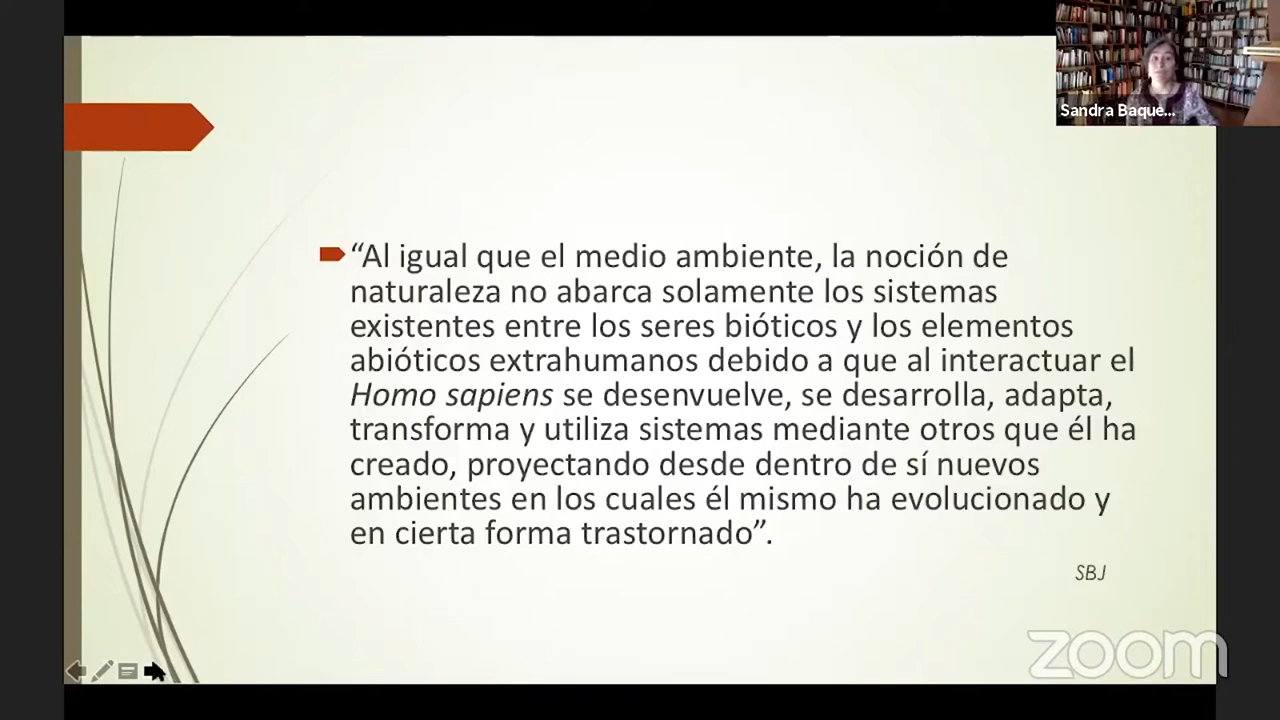 Sandra Baque...
“Al igual que el medio ambiente, la noción de
naturaleza no abarca solamente los sistemas
existentes entre los seres bióticos y los elementos
abióticos extrahumanos debido a que al interactuar el
Homo sapiens se desenvuelve, se desarrolla, adapta,
transforma y utiliza sistemas mediante otros que él ha
creado, proyectando desde dentro de sí nuevos
ambientes en los cuales él mismo ha evolucionado y
en cierta forma trastornado”.
SBJ
zoom